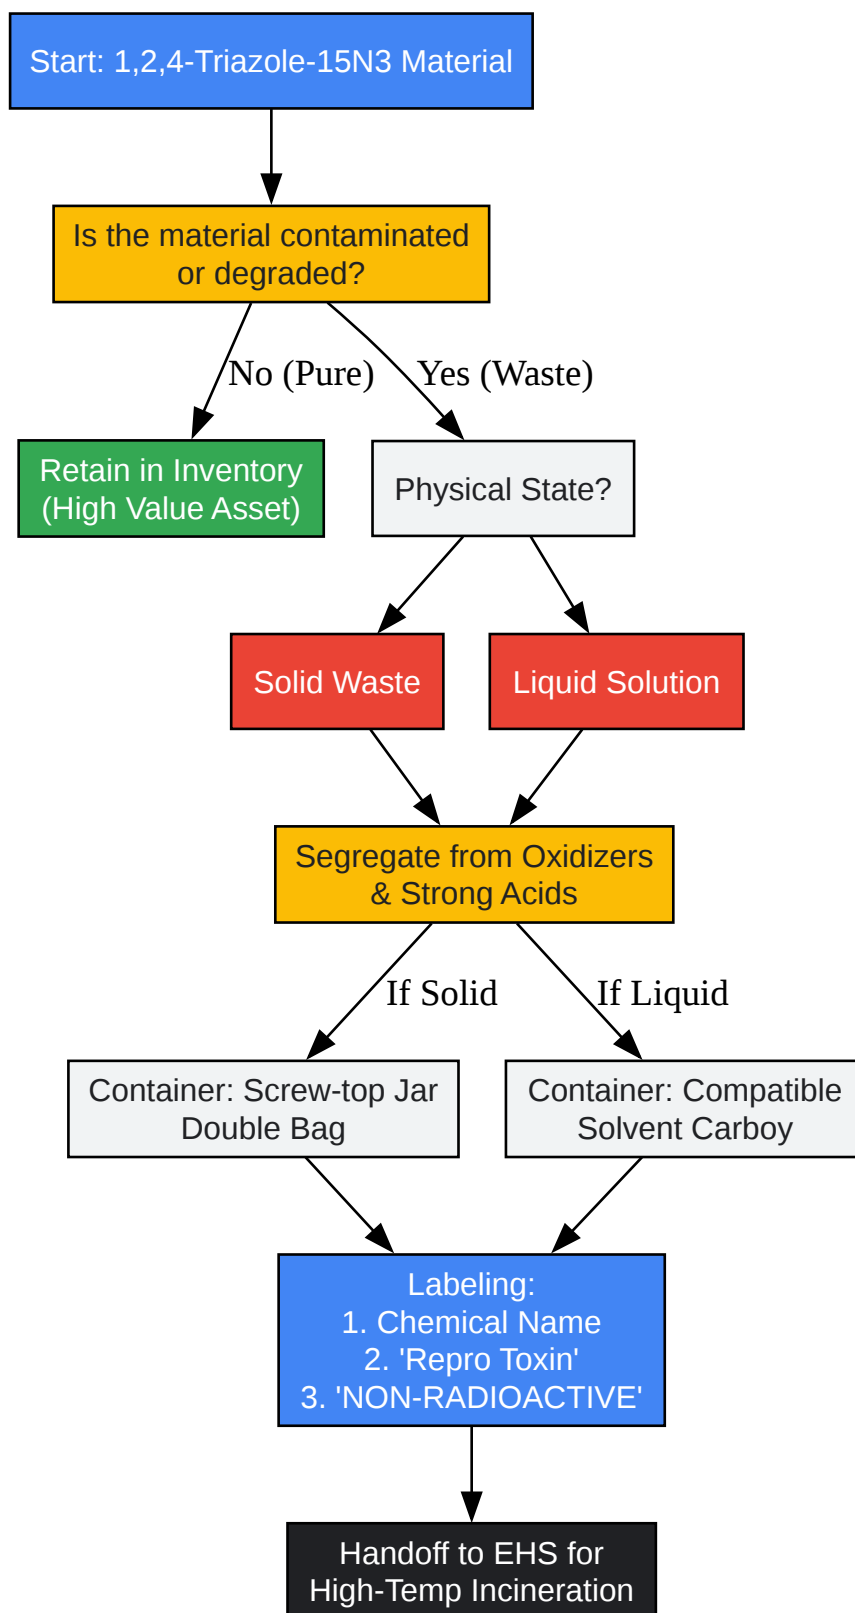 Start: 1,2,4-Triazole-15N3 Material
Is the material contaminated
or degraded?
No (Pure)
Yes (Waste)
Retain in Inventory
(High Value Asset)
Physical State?
Solid Waste
Liquid Solution
Segregate from Oxidizers
& Strong Acids
If Solid
If Liquid
Container: Screw-top Jar
Double Bag
Container: Compatible
Solvent Carboy
Labeling:
1. Chemical Name
2. 'Repro Toxin'
3. 'NON-RADIOACTIVE'
Handoff to EHS for
High-Temp Incineration